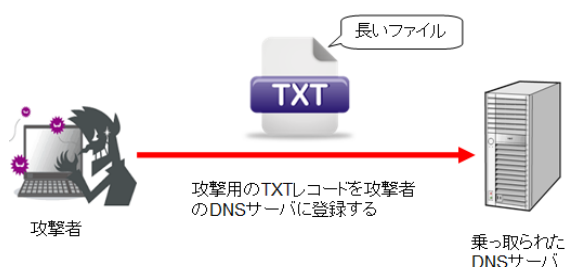 長いファイル
TXT
攻撃用のTXTレコードを攻撃者
のDNSサーバに登録する
攻撃者
乗っ取られた
DNSサーバ